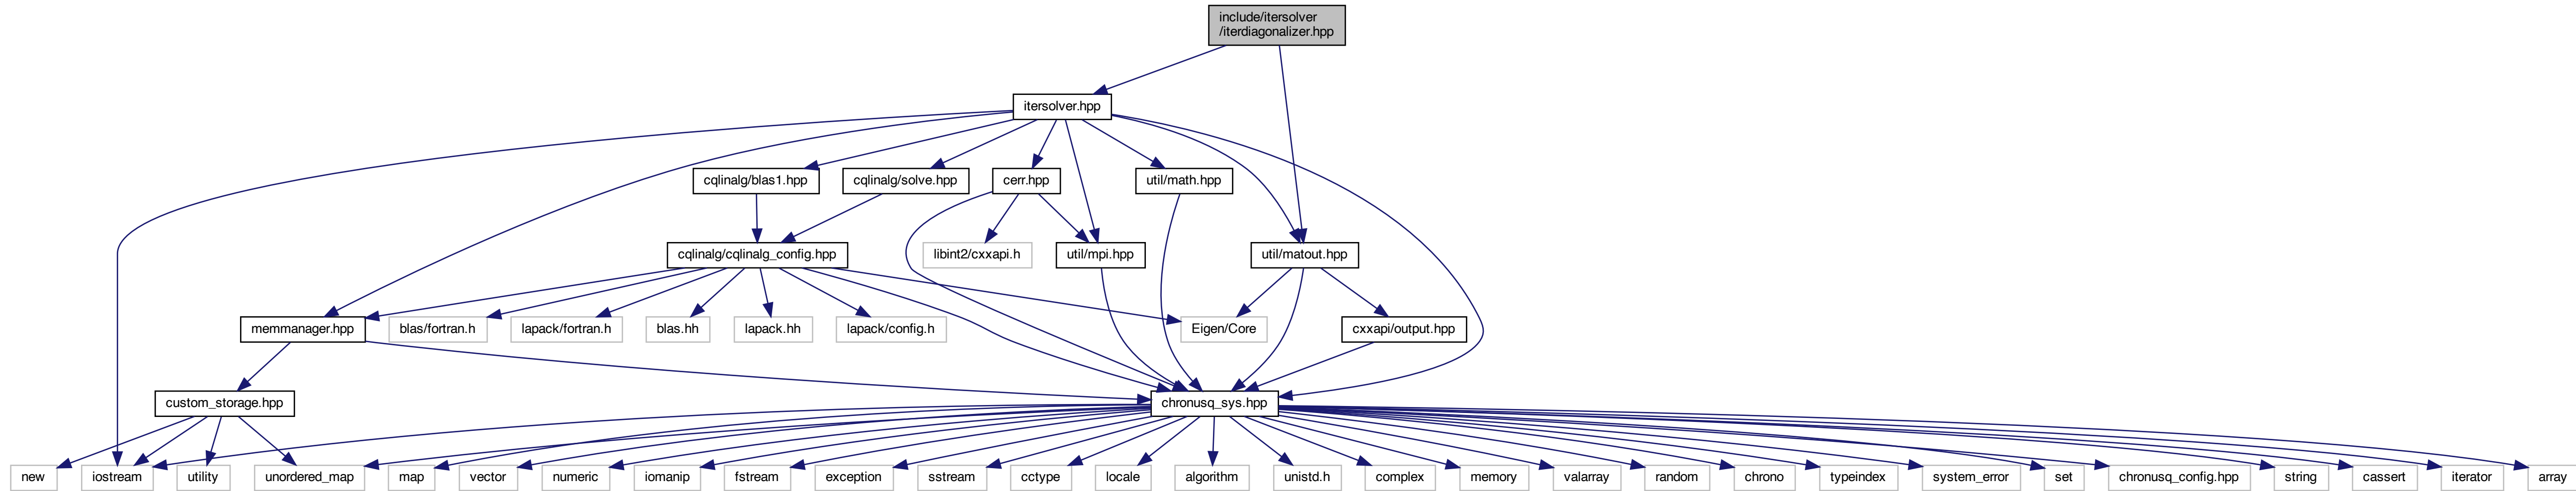 include/itersolver
/iterdiagonalizer.hpp
itersolver.hpp
cqlinalg/blas1.hpp
cqlinalg/solve.hpp
cerr.hpp
util/math.hpp
cqlinalg/cqlinalg_config.hpp
libint2/cxxapi.h
util/mpi.hpp
util/matout.hpp
memmanager.hpp
blas/fortran.h
lapack/fortran.h
blas.hh
lapack.hh
lapack/config.h
Eigen/Core
cxxapi/output.hpp
custom_storage.hpp
chronusq_sys.hpp
new
iostream
utility
unordered_map
map
vector
numeric
iomanip
fstream
exception
sstream
cctype
locale
algorithm
unistd.h
complex
memory
valarray
random
chrono
typeindex
system_error
set
chronusq_config.hpp
string
cassert
iterator
array